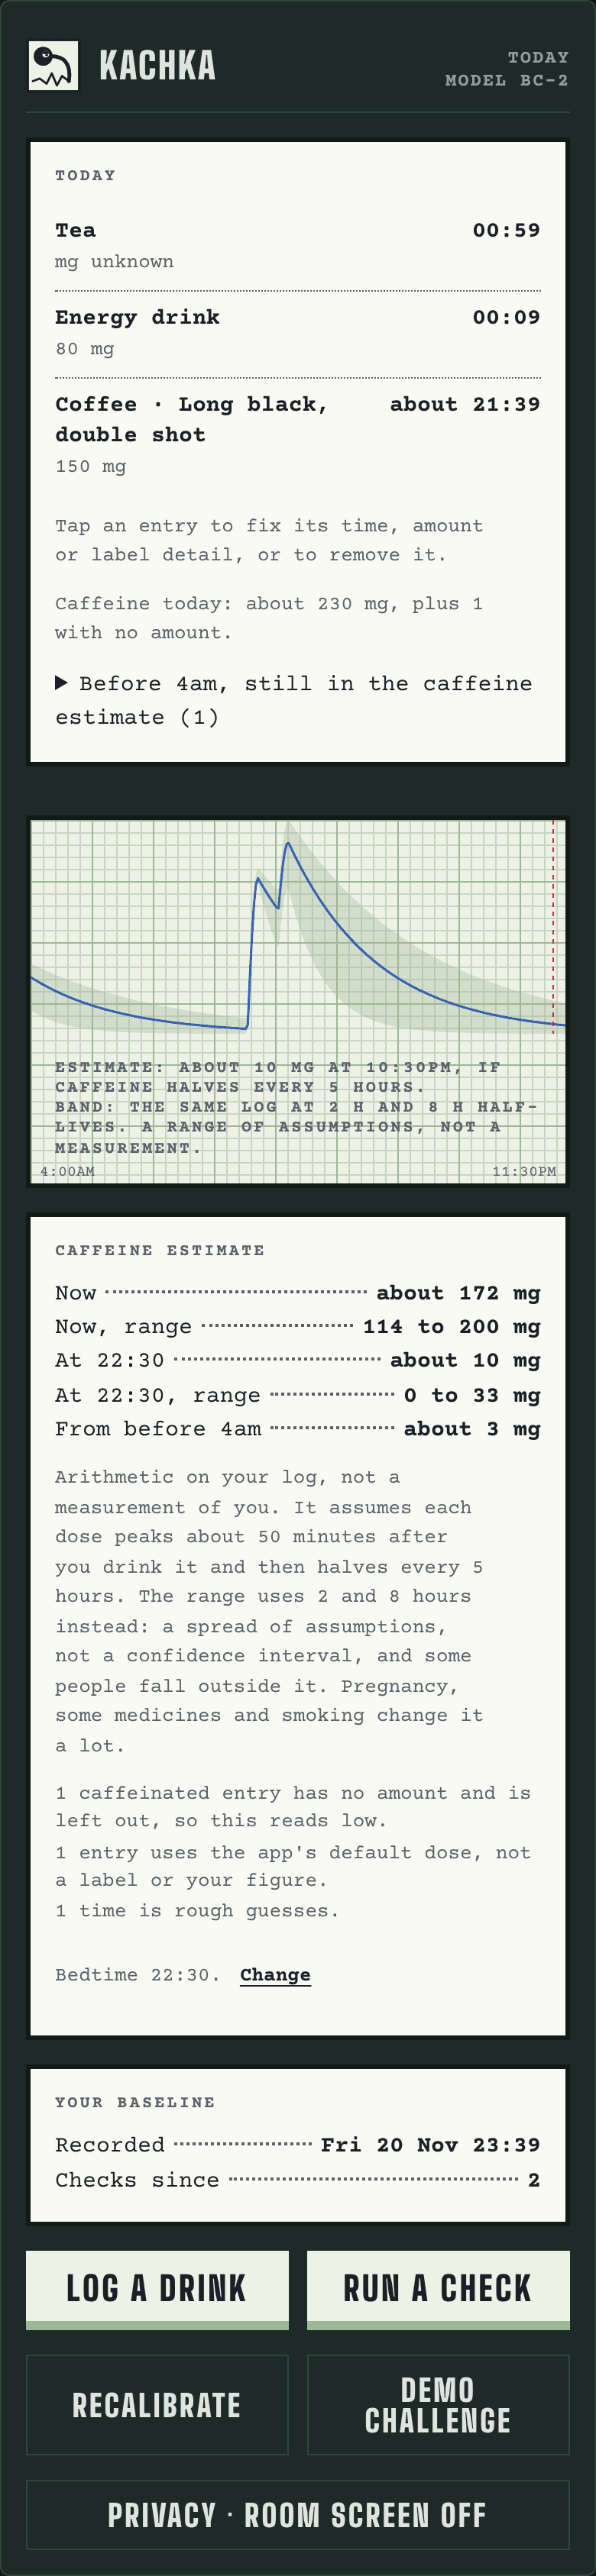 KACHKA
TODAY
MODEL BC-2
TODAY
Tea 00:59
mg unknown
Energy drink 00:09
80 mg
Coffee · Long black, about 21:39
double shot
150 mg
Tap an entry to fix its time, amount
or label detail, or to remove it.
Caffeine today: about 230 mg, plus 1
with no amount.
▶ Before 4am, still in the caffeine
estimate (1)
ESTIMATE: ABOUT 10 MG AT 10:30PM, IF
CAFFEINE HALVES EVERY 5 HOURS.
BAND: THE SAME LOG AT 2 H AND 8 H HALF-
LIVES. A RANGE OF ASSUMPTIONS, NOT A
MEASUREMENT.
4:00AM 11:30PM
CAFFEINE ESTIMATE
Now about 172 mg
Now, range 114 to 200 mg
At 22:30 about 10 mg
At 22:30, range 0 to 33 mg
From before 4am about 3 mg
Arithmetic on your log, not a
measurement of you. It assumes each
dose peaks about 50 minutes after
you drink it and then halves every 5
hours. The range uses 2 and 8 hours
instead: a spread of assumptions,
not a confidence interval, and some
people fall outside it. Pregnancy,
some medicines and smoking change it
a lot.
1 caffeinated entry has no amount and is
left out, so this reads low.
1 entry uses the app's default dose, not
a label or your figure.
1 time is rough guesses.
Bedtime 22:30. Change
YOUR BASELINE
Recorded Fri 20 Nov 23:39
Checks since 2
LOG A DRINK
RUN A CHECK
RECALIBRATE
DEMO
CHALLENGE
PRIVACY · ROOM SCREEN OFF